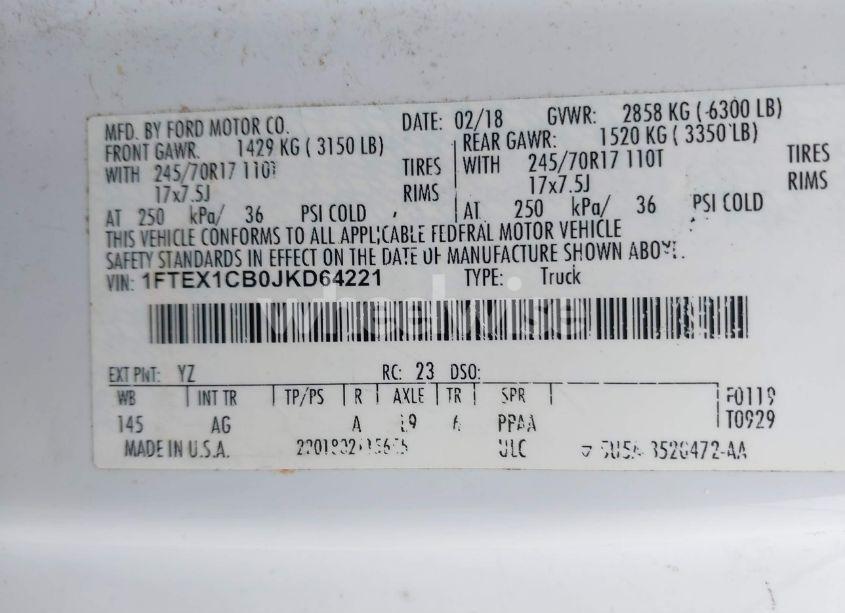 MFD. BY FORD MOTOR CO. DATE: 02/18 GVWR: 2858 KG ( 6300 LB)
FRONT GAWR: 1429 KG ( 3150 LB) REAR GAWR: 1520 KG ( 3350 LB)
WITH 245/70R17 110T TIRES WITH 245/70R17 110T TIRES
17x7.5J RIMS 17x7.5J RIMS
AT 250 kPa/ 36 PSI COLD AT 250 kPa/ 36 PSI COLD
THIS VEHICLE CONFORMS TO ALL APPLICABLE FEDERAL MOTOR VEHICLE
SAFETY STANDARDS IN EFFECT ON THE DATE OF MANUFACTURE SHOWN ABOVE.
VIN: 1FTEX1CB0JKD64221 TYPE: Truck
wheelwise
EXT PNT: YZ RC: 23 DSO:
WB INT TR TP/PS R AXLE TR SPR F0119
145 AG A 19 6 PPAA T0929
MADE IN U.S.A. ULC